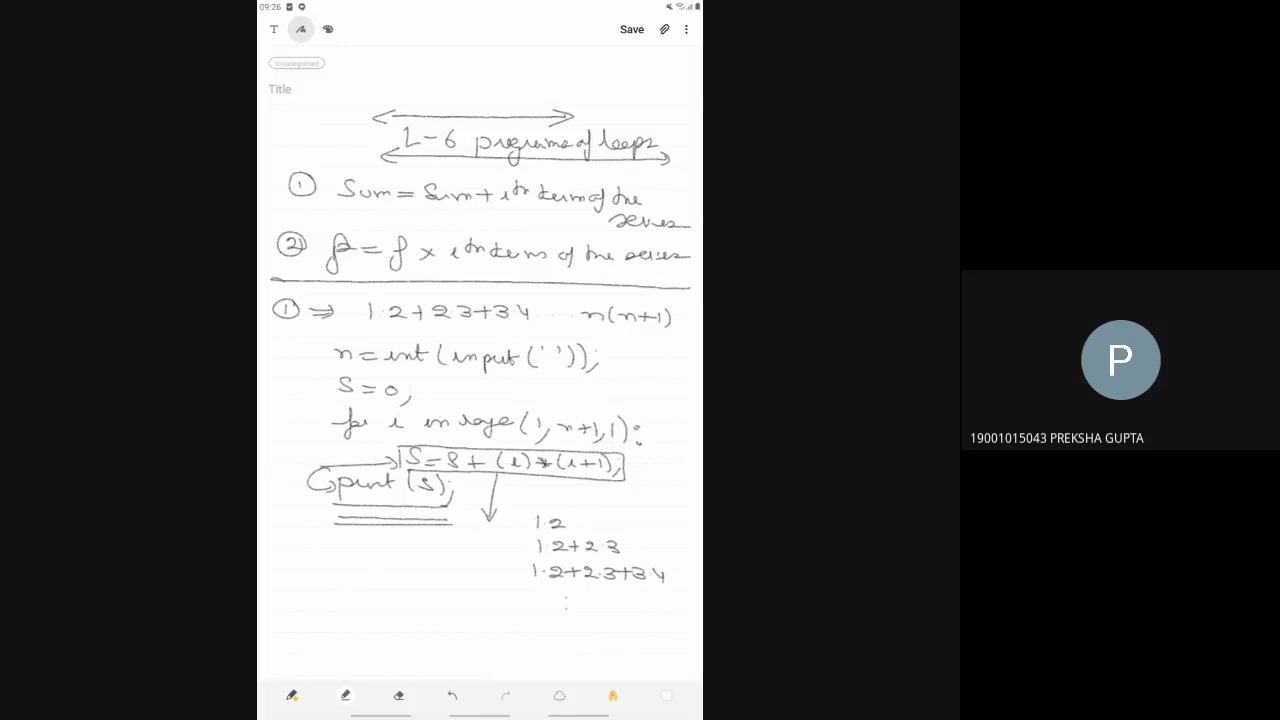 09:26
T
Save
Uncategorised
Title
L-6 programs of loops
① Sum = Sum + ith term of the
series
② f = f × ith term of the series
① ⇒ 1.2 + 2.3 + 3.4 ... n(n+1)
n = int(input(' '));
S = 0;
for i in range(1, n+1, 1):
S = S + (i) * (i+1);
print(S);
1.2
1.2 + 2.3
1.2 + 2.3 + 3.4
:
P
19001015043 PREKSHA GUPTA